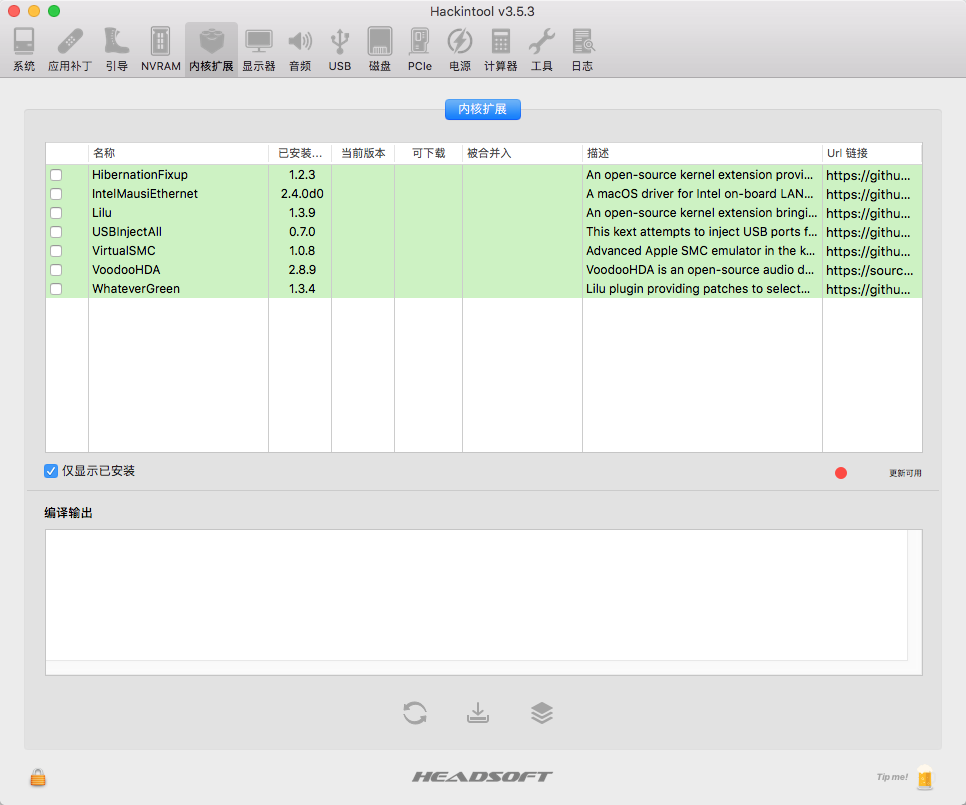 Hackintool v3.5.3
系统 应用补丁 引导 NVRAM 内核扩展 显示器 音频 USB 磁盘 PCIe 电源 计算器 工具 日志
内核扩展
名称 已安装... 当前版本 可下载 被合并入 描述 Url 链接
HibernationFixup 1.2.3 An open-source kernel extension provi... https://githu...
IntelMausiEthernet 2.4.0d0 A macOS driver for Intel on-board LAN... https://githu...
Lilu 1.3.9 An open-source kernel extension bringi... https://githu...
USBInjectAll 0.7.0 This kext attempts to inject USB ports f... https://githu...
VirtualSMC 1.0.8 Advanced Apple SMC emulator in the k... https://githu...
VoodooHDA 2.8.9 VoodooHDA is an open-source audio d... https://sourc...
WhateverGreen 1.3.4 Lilu plugin providing patches to select... https://githu...
仅显示已安装 更新可用
编译输出
HEADSOFT Tip me!